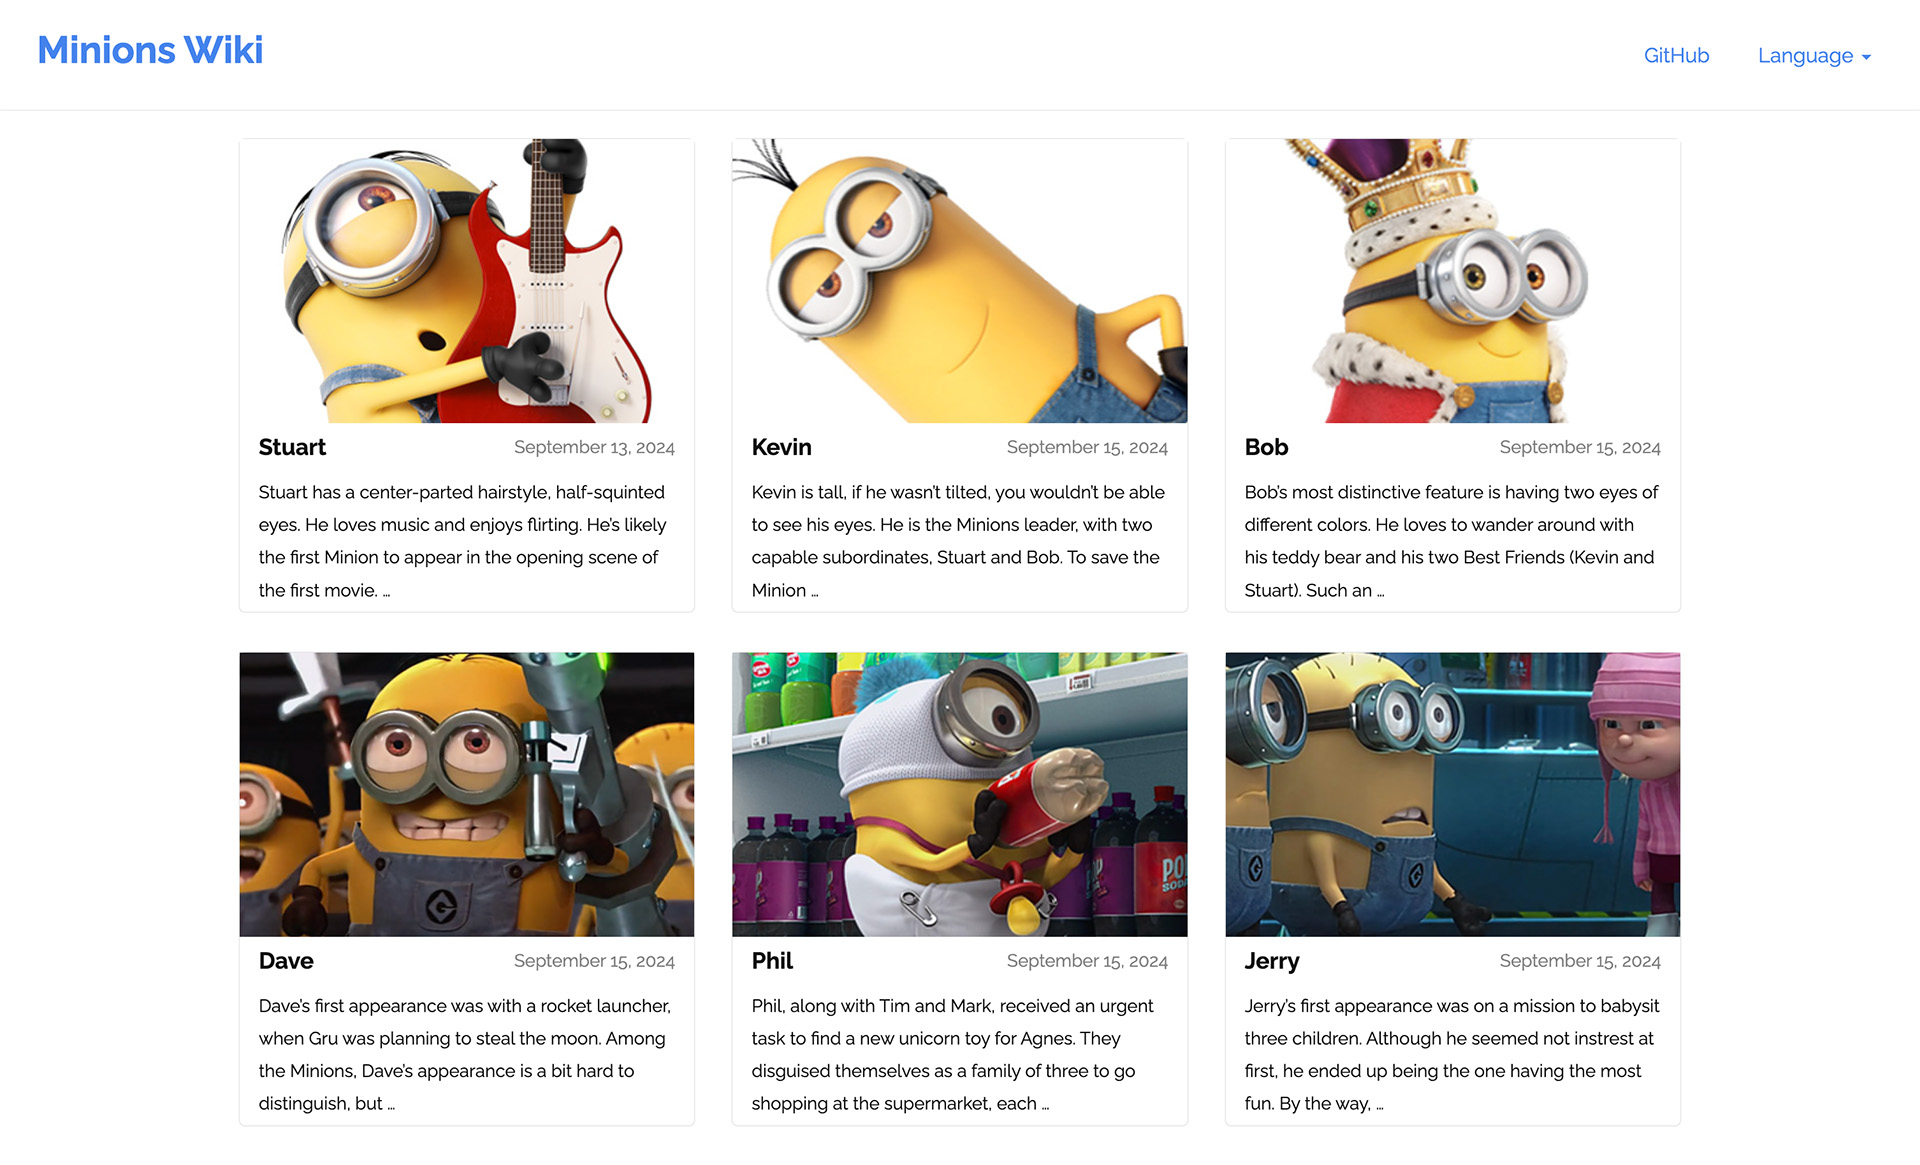 Minions Wiki
GitHub
Language
Stuart
September 13, 2024
Stuart has a center-parted hairstyle, half-squinted
eyes. He loves music and enjoys flirting. He's likely
the first Minion to appear in the opening scene of
the first movie. ...
Kevin
September 15, 2024
Kevin is tall, if he wasn't tilted, you wouldn't be able
to see his eyes. He is the Minions leader, with two
capable subordinates, Stuart and Bob. To save the
Minion ...
Bob
September 15, 2024
Bob's most distinctive feature is having two eyes of
different colors. He loves to wander around with
his teddy bear and his two Best Friends (Kevin and
Stuart). Such an ...
POP
SODA
Dave
September 15, 2024
Dave's first appearance was with a rocket launcher,
when Gru was planning to steal the moon. Among
the Minions, Dave's appearance is a bit hard to
distinguish, but ...
Phil
September 15, 2024
Phil, along with Tim and Mark, received an urgent
task to find a new unicorn toy for Agnes. They
disguised themselves as a family of three to go
shopping at the supermarket, each ...
Jerry
September 15, 2024
Jerry's first appearance was on a mission to babysit
three children. Although he seemed not instrest at
first, he ended up being the one having the most
fun. By the way, ...